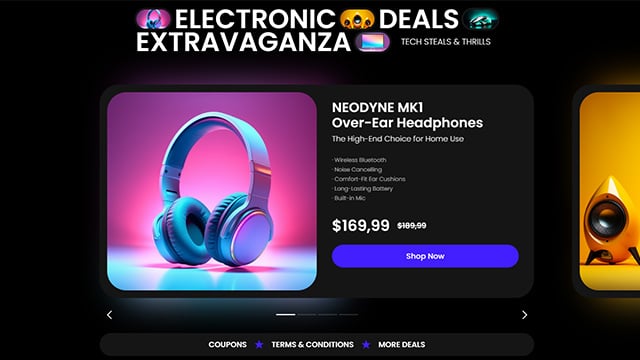 ELECTRONIC DEALS
EXTRAVAGANZA TECH STEALS & THRILLS
NEODYNE MK1
Over-Ear Headphones
The High-End Choice for Home Use
· Wireless Bluetooth
· Noise Cancelling
· Comfort-Fit Ear Cushions
· Long-Lasting Battery
· Built-in Mic
$169,99 $189,99
Shop Now
COUPONS ★ TERMS & CONDITIONS ★ MORE DEALS